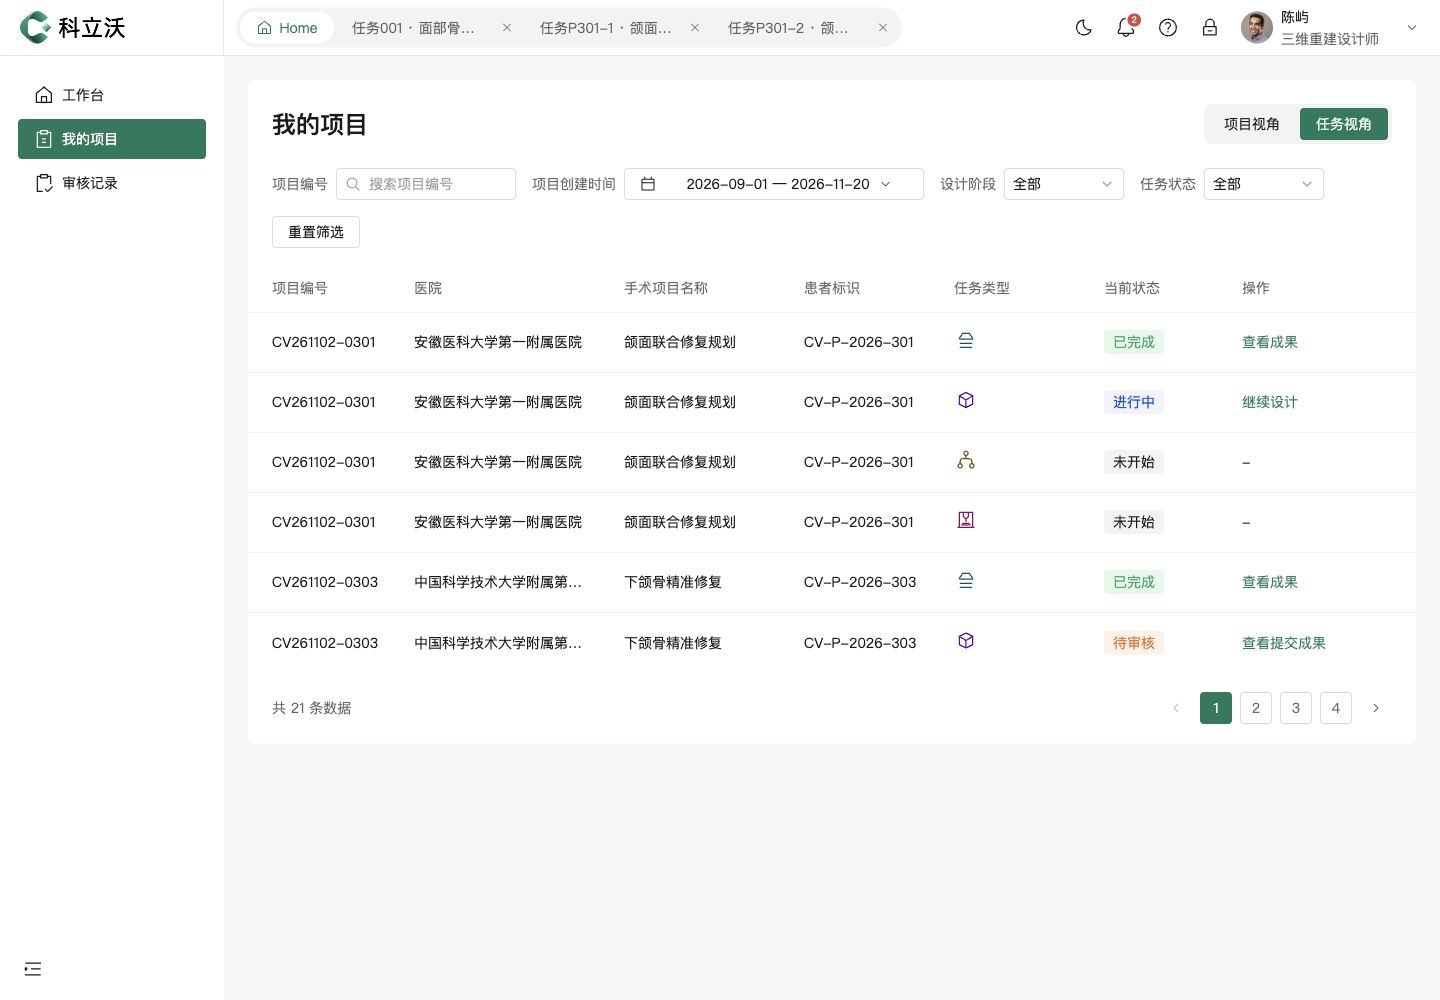 科立沃
Home
任务001 · 面部骨...
任务P301-1 · 颌面...
任务P301-2 · 颌...
2
陈屿
三维重建设计师
工作台
我的项目
审核记录
我的项目
项目视角
任务视角
项目编号
搜索项目编号
项目创建时间
2026-09-01 — 2026-11-20
设计阶段
全部
任务状态
全部
重置筛选
项目编号 医院 手术项目名称 患者标识 任务类型 当前状态 操作
CV261102-0301 安徽医科大学第一附属医院 颌面联合修复规划 CV-P-2026-301 已完成 查看成果
CV261102-0301 安徽医科大学第一附属医院 颌面联合修复规划 CV-P-2026-301 进行中 继续设计
CV261102-0301 安徽医科大学第一附属医院 颌面联合修复规划 CV-P-2026-301 未开始 -
CV261102-0301 安徽医科大学第一附属医院 颌面联合修复规划 CV-P-2026-301 未开始 -
CV261102-0303 中国科学技术大学附属第... 下颌骨精准修复 CV-P-2026-303 已完成 查看成果
CV261102-0303 中国科学技术大学附属第... 下颌骨精准修复 CV-P-2026-303 待审核 查看提交成果
共 21 条数据
1 2 3 4